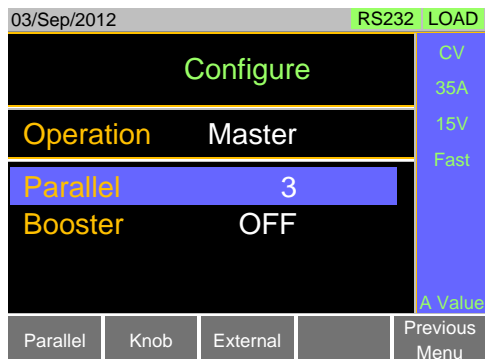 03/Sep/2012 RS232 LOAD
Configure
CV
35A
15V
Fast
A Value
Operation Master
Parallel 3
Booster OFF
Parallel Knob External Previous Menu